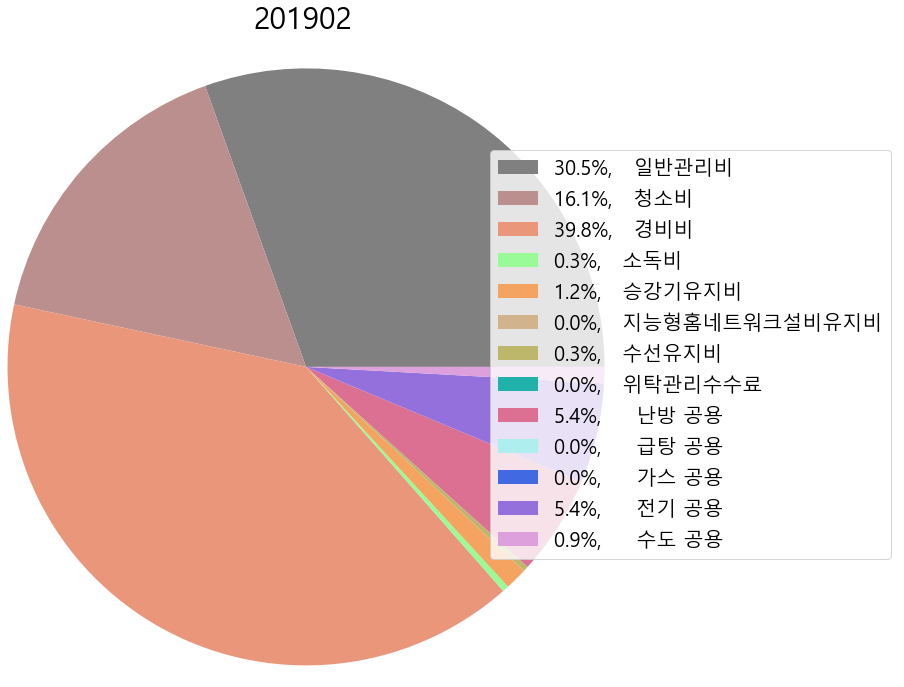 201902
30.5%, 일반관리비
16.1%, 청소비
39.8%, 경비비
0.3%, 소독비
1.2%, 승강기유지비
0.0%, 지능형홈네트워크설비유지비
0.3%, 수선유지비
0.0%, 위탁관리수수료
5.4%, 난방 공용
0.0%, 급탕 공용
0.0%, 가스 공용
5.4%, 전기 공용
0.9%, 수도 공용